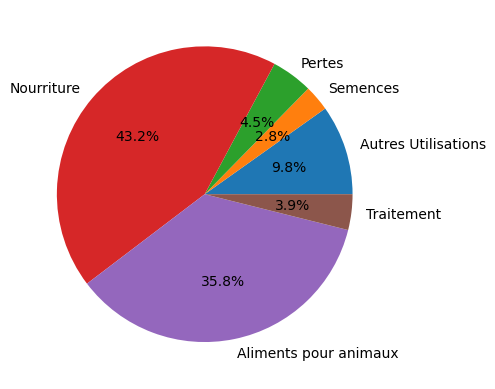 Pertes
Semences
Nourriture
Autres Utilisations
Traitement
Aliments pour animaux
4.5%
2.8%
43.2%
9.8%
3.9%
35.8%